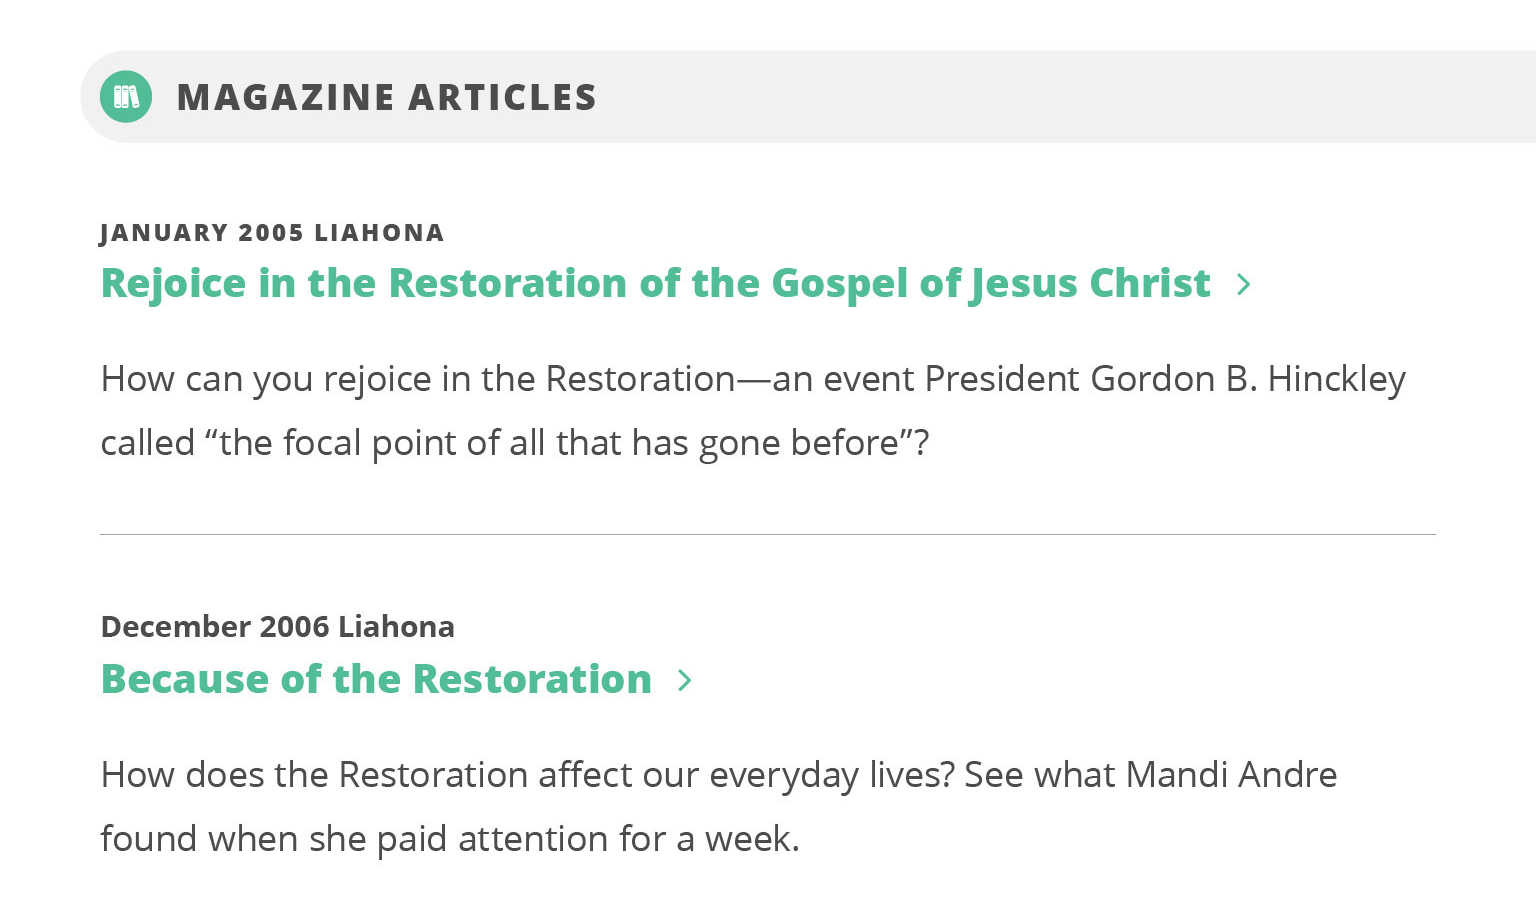 MAGAZINE ARTICLES
JANUARY 2005 LIAHONA
Rejoice in the Restoration of the Gospel of Jesus Christ
How can you rejoice in the Restoration—an event President Gordon B. Hinckley
called “the focal point of all that has gone before”?
December 2006 Liahona
Because of the Restoration
How does the Restoration affect our everyday lives? See what Mandi Andre
found when she paid attention for a week.